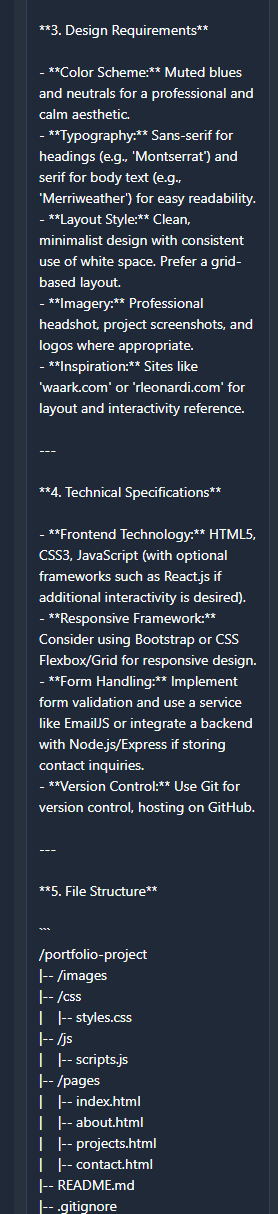 **3. Design Requirements**
- **Color Scheme:** Muted blues
and neutrals for a professional and
calm aesthetic.
- **Typography:** Sans-serif for
headings (e.g., 'Montserrat') and
serif for body text (e.g.,
'Merriweather') for easy readability.
- **Layout Style:** Clean,
minimalist design with consistent
use of white space. Prefer a grid-
based layout.
- **Imagery:** Professional
headshot, project screenshots, and
logos where appropriate.
- **Inspiration:** Sites like
'waark.com' or 'rleonardi.com' for
layout and interactivity reference.
---
**4. Technical Specifications**
- **Frontend Technology:** HTML5,
CSS3, JavaScript (with optional
frameworks such as React.js if
additional interactivity is desired).
- **Responsive Framework:**
Consider using Bootstrap or CSS
Flexbox/Grid for responsive design.
- **Form Handling:** Implement
form validation and use a service
like EmailJS or integrate a backend
with Node.js/Express if storing
contact inquiries.
- **Version Control:** Use Git for
version control, hosting on GitHub.
---
**5. File Structure**
```
/portfolio-project
|-- /images
|-- /css
|    |-- styles.css
|-- /js
|    |-- scripts.js
|-- /pages
|    |-- index.html
|    |-- about.html
|    |-- projects.html
|    |-- contact.html
|-- README.md
|-- .gitignore